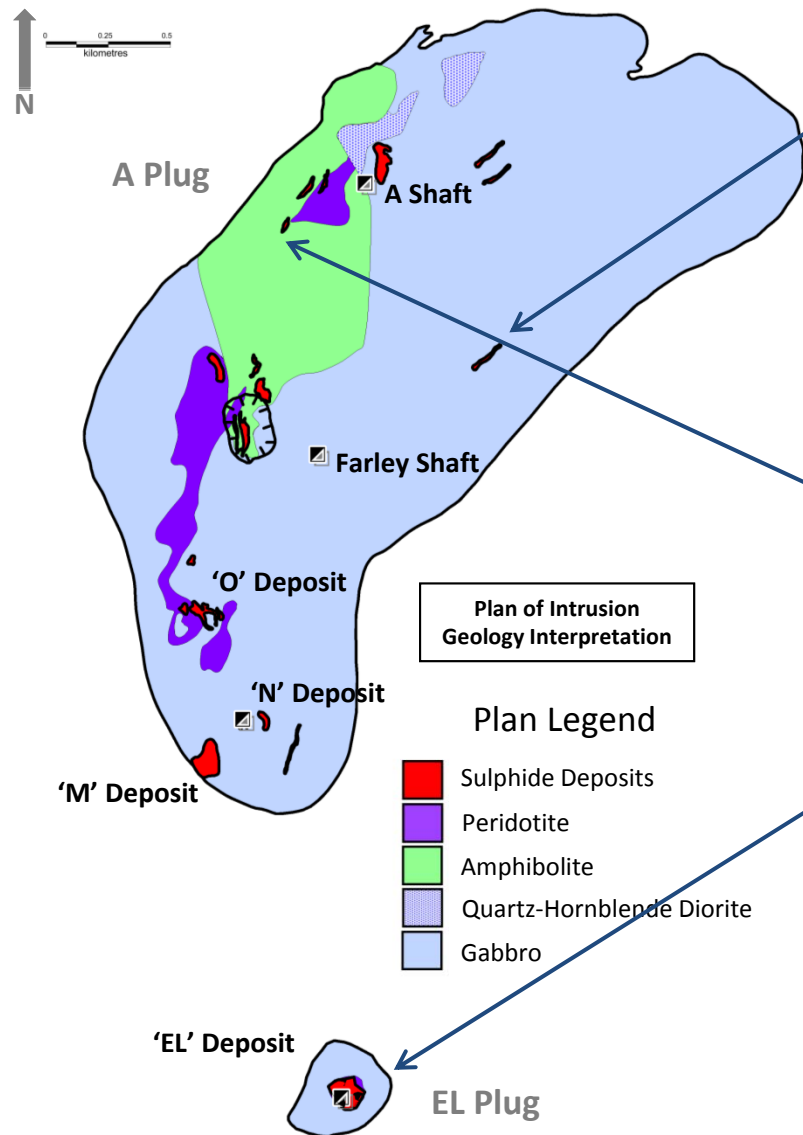 0 0.25 0.5
kilometres
N
A Plug
A Shaft
Farley Shaft
‘O’ Deposit
Plan of Intrusion
Geology Interpretation
‘N’ Deposit
‘M’ Deposit
Plan Legend
Sulphide Deposits
Peridotite
Amphibolite
Quartz-Hornblende Diorite
Gabbro
‘EL’ Deposit
EL Plug